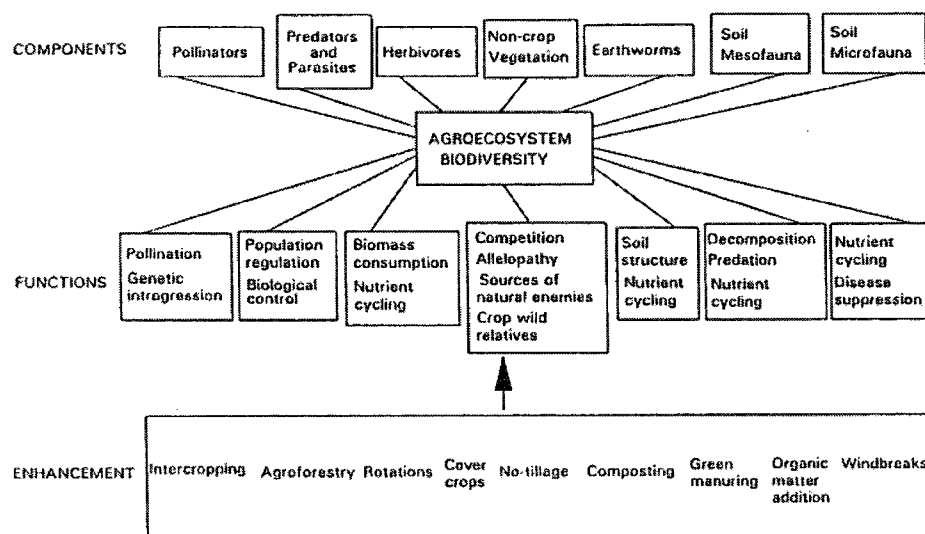 COMPONENTS
Pollinators
Predators
and
Parasites
Herbivores
Non-crop
Vegetation
Earthworms
Soil
Mesofauna
Soil
Microfauna
AGROECOSYSTEM
BIODIVERSITY
FUNCTIONS
Pollination
Genetic
introgression
Population
regulation
Biological
control
Biomass
consumption
Nutrient
cycling
Competition
Allelopathy
Sources of
natural enemies
Crop wild
relatives
Soil
structure
Nutrient
cycling
Decomposition
Predation
Nutrient
cycling
Nutrient
cycling
Disease
suppression
ENHANCEMENT
Intercropping
Agroforestry
Rotations
Cover
crops
No-tillage
Composting
Green
manuring
Organic
matter
addition
Windbreaks